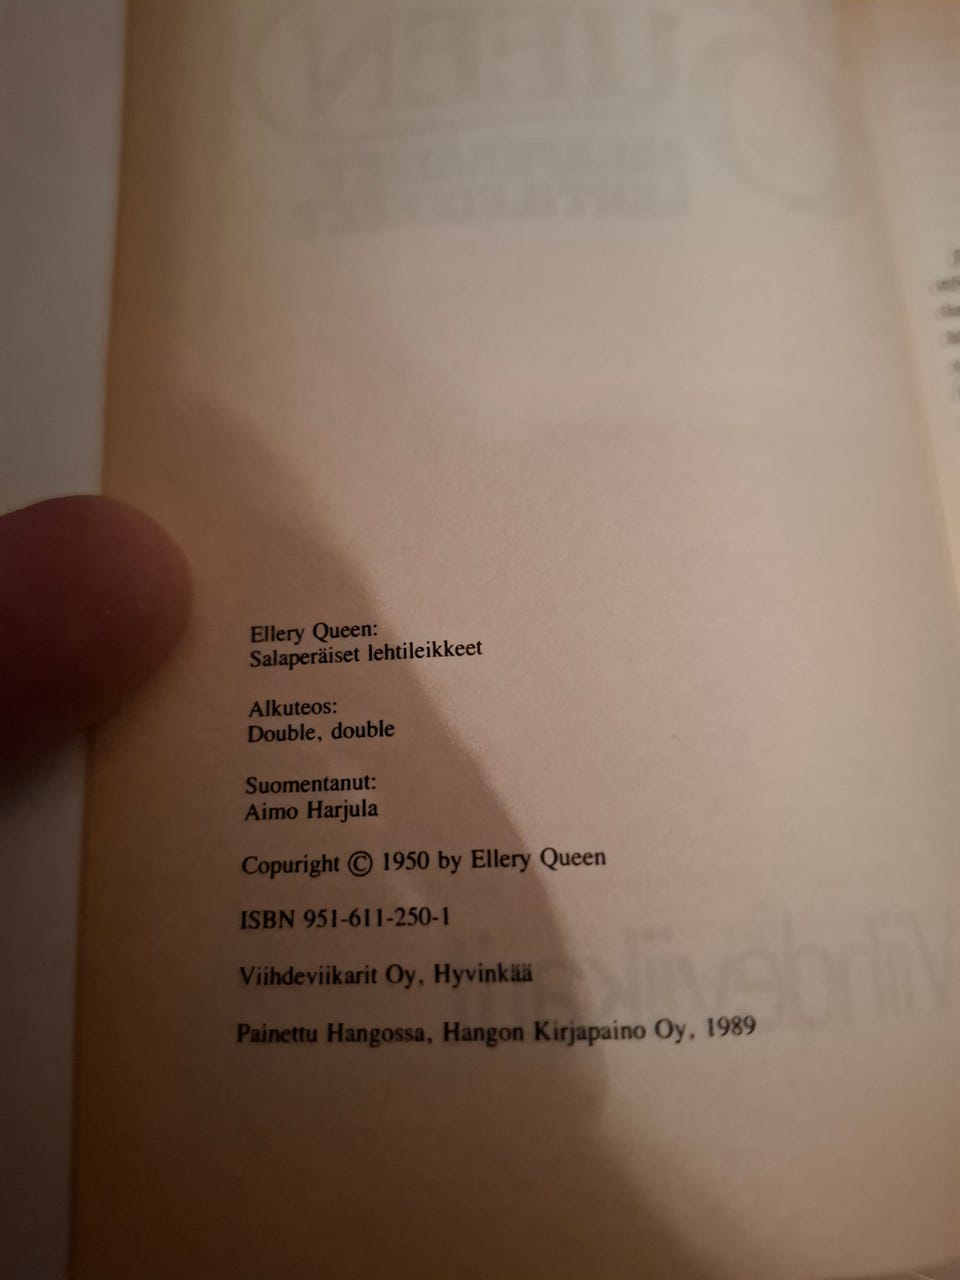 Ellery Queen:
Salaperäiset lehtileikkeet
Alkuteos:
Double, double
Suomentanut:
Aimo Harjula
Copuright © 1950 by Ellery Queen
ISBN 951-611-250-1
Viihdeviikarit Oy, Hyvinkää
Painettu Hangossa, Hangon Kirjapaino Oy, 1989